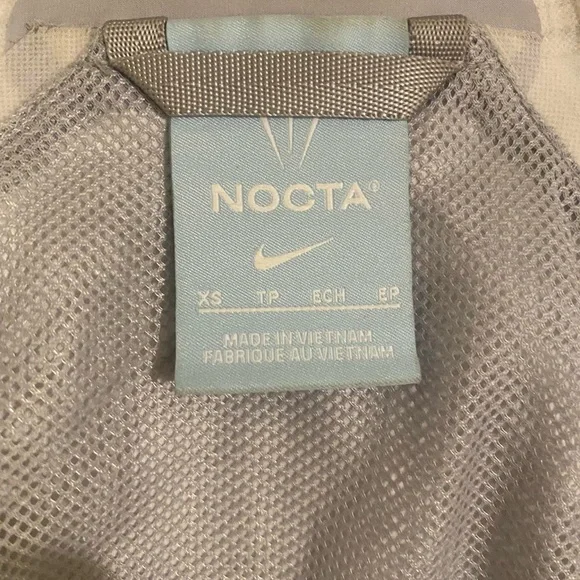 NOCTA
XS TP ECH EP
MADE IN VIETNAM
FABRIQUE AU VIETNAM